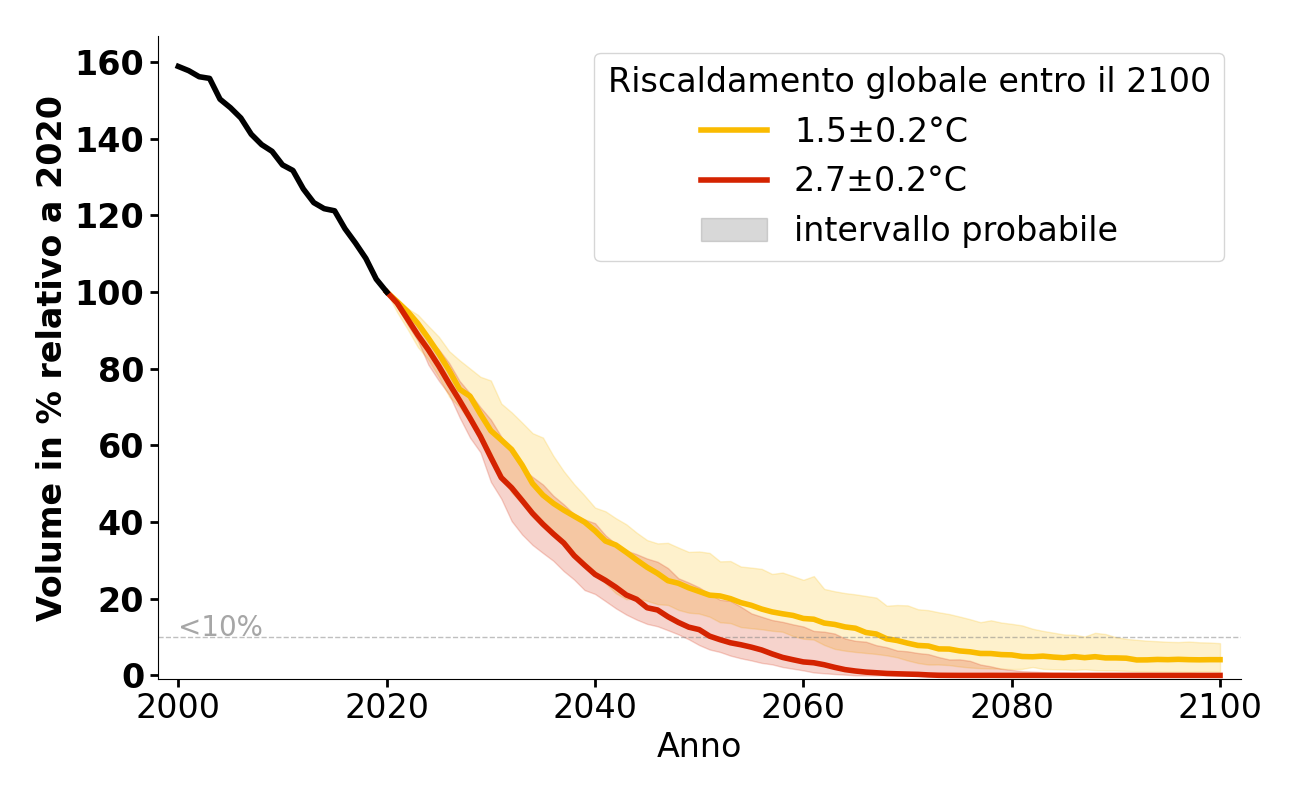 Volume in % relativo a 2020
160
140
120
100
80
60
40
20
0
Riscaldamento globale entro il 2100
1.5±0.2°C
2.7±0.2°C
intervallo probabile
<10%
2000 2020 2040 2060 2080 2100
Anno